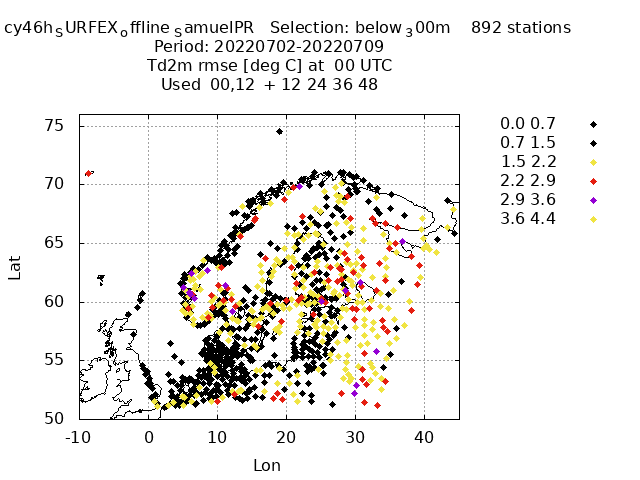 cy46h_SURFEX_offline_SamuelPR   Selection: below_300m    892 stations
Period: 20220702-20220709
Td2m rmse [deg C] at  00 UTC
Used  00,12  + 12 24 36 48
0.0 0.7
0.7 1.5
1.5 2.2
2.2 2.9
2.9 3.6
3.6 4.4
75
70
65
60
55
50
Lat
-10 0 10 20 30 40
Lon